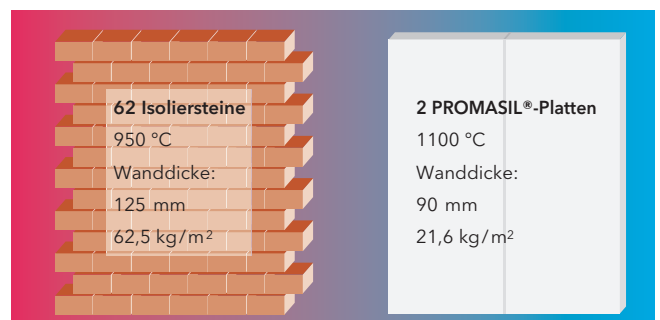 62 Isoliersteine
950 °C
Wanddicke:
125 mm
62,5 kg/m²
2 PROMASIL®-Platten
1100 °C
Wanddicke:
90 mm
21,6 kg/m²